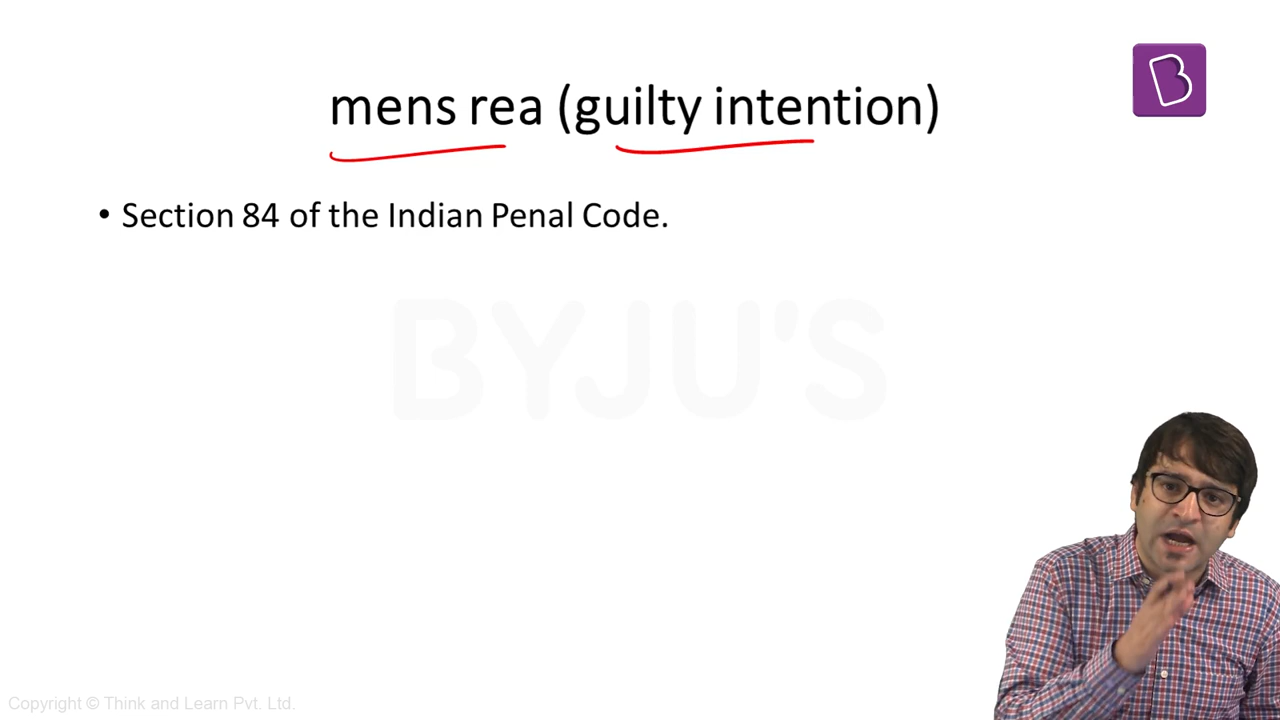 mens rea (guilty intention)
• Section 84 of the Indian Penal Code.
BYJU'S
Copyright © Think and Learn Pvt. Ltd.